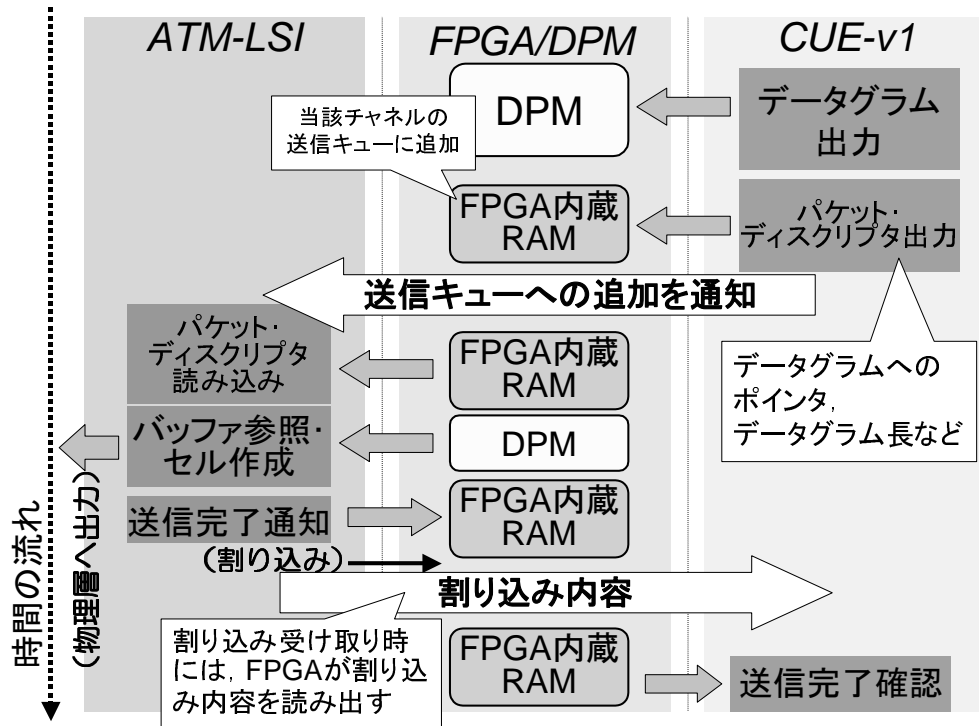 ATM-LSI
FPGA/DPM
CUE-v1
DPM
データグラム
出力
当該チャネルの
送信キューに追加
FPGA内蔵
RAM
パケット・
ディスクリプタ出力
送信キューへの追加を通知
パケット・
ディスクリプタ
読み込み
FPGA内蔵
RAM
データグラムへの
ポインタ,
データグラム長など
バッファ参照・
セル作成
DPM
送信完了通知
FPGA内蔵
RAM
(割り込み)
割り込み内容
割り込み受け取り時
には, FPGAが割り込
み内容を読み出す
FPGA内蔵
RAM
送信完了確認
時間の流れ
(物理層へ出力)